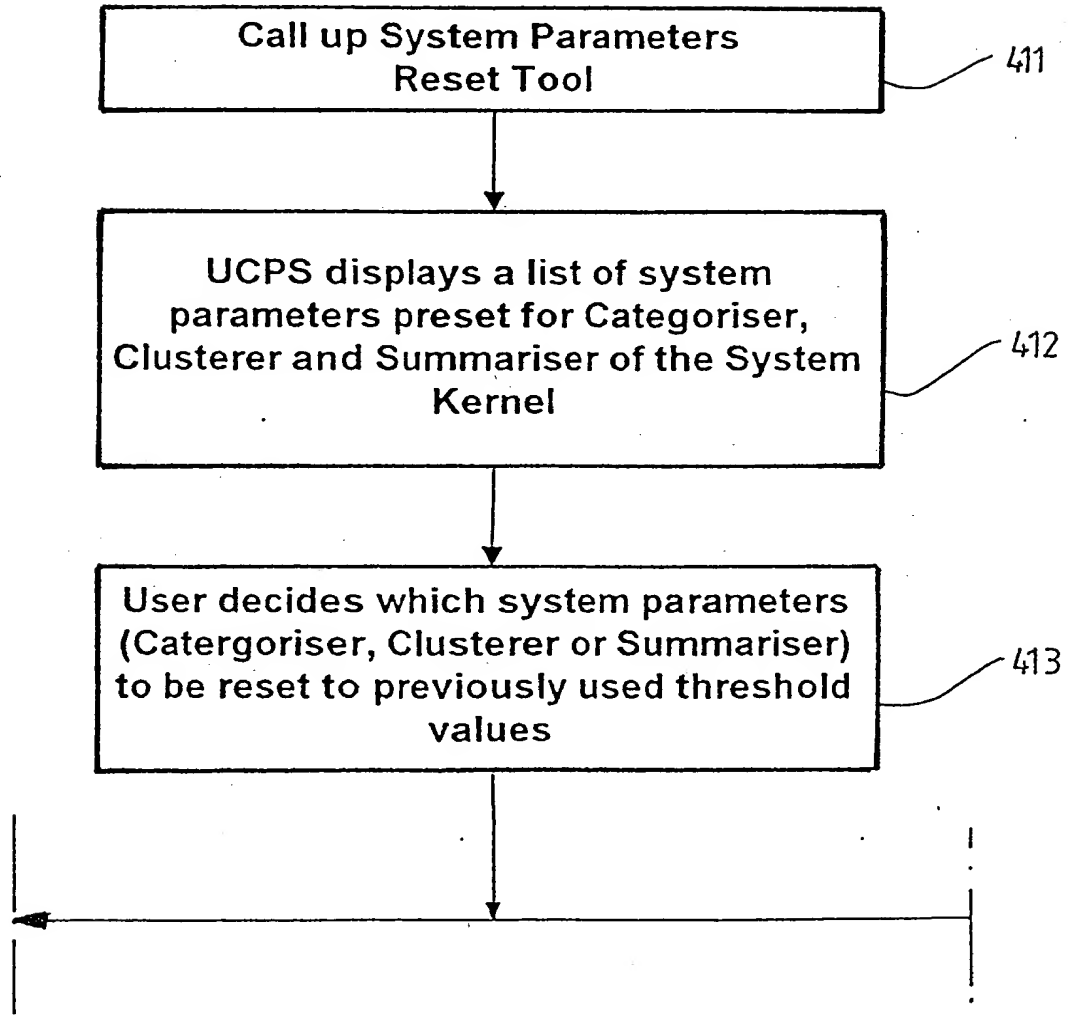 Call up System Parameters
Reset Tool
411
UCPS displays a list of system
parameters preset for Categoriser,
Clusterer and Summariser of the System
Kernel
412
User decides which system parameters
(Catergoriser, Clusterer or Summariser)
to be reset to previously used threshold
values
413